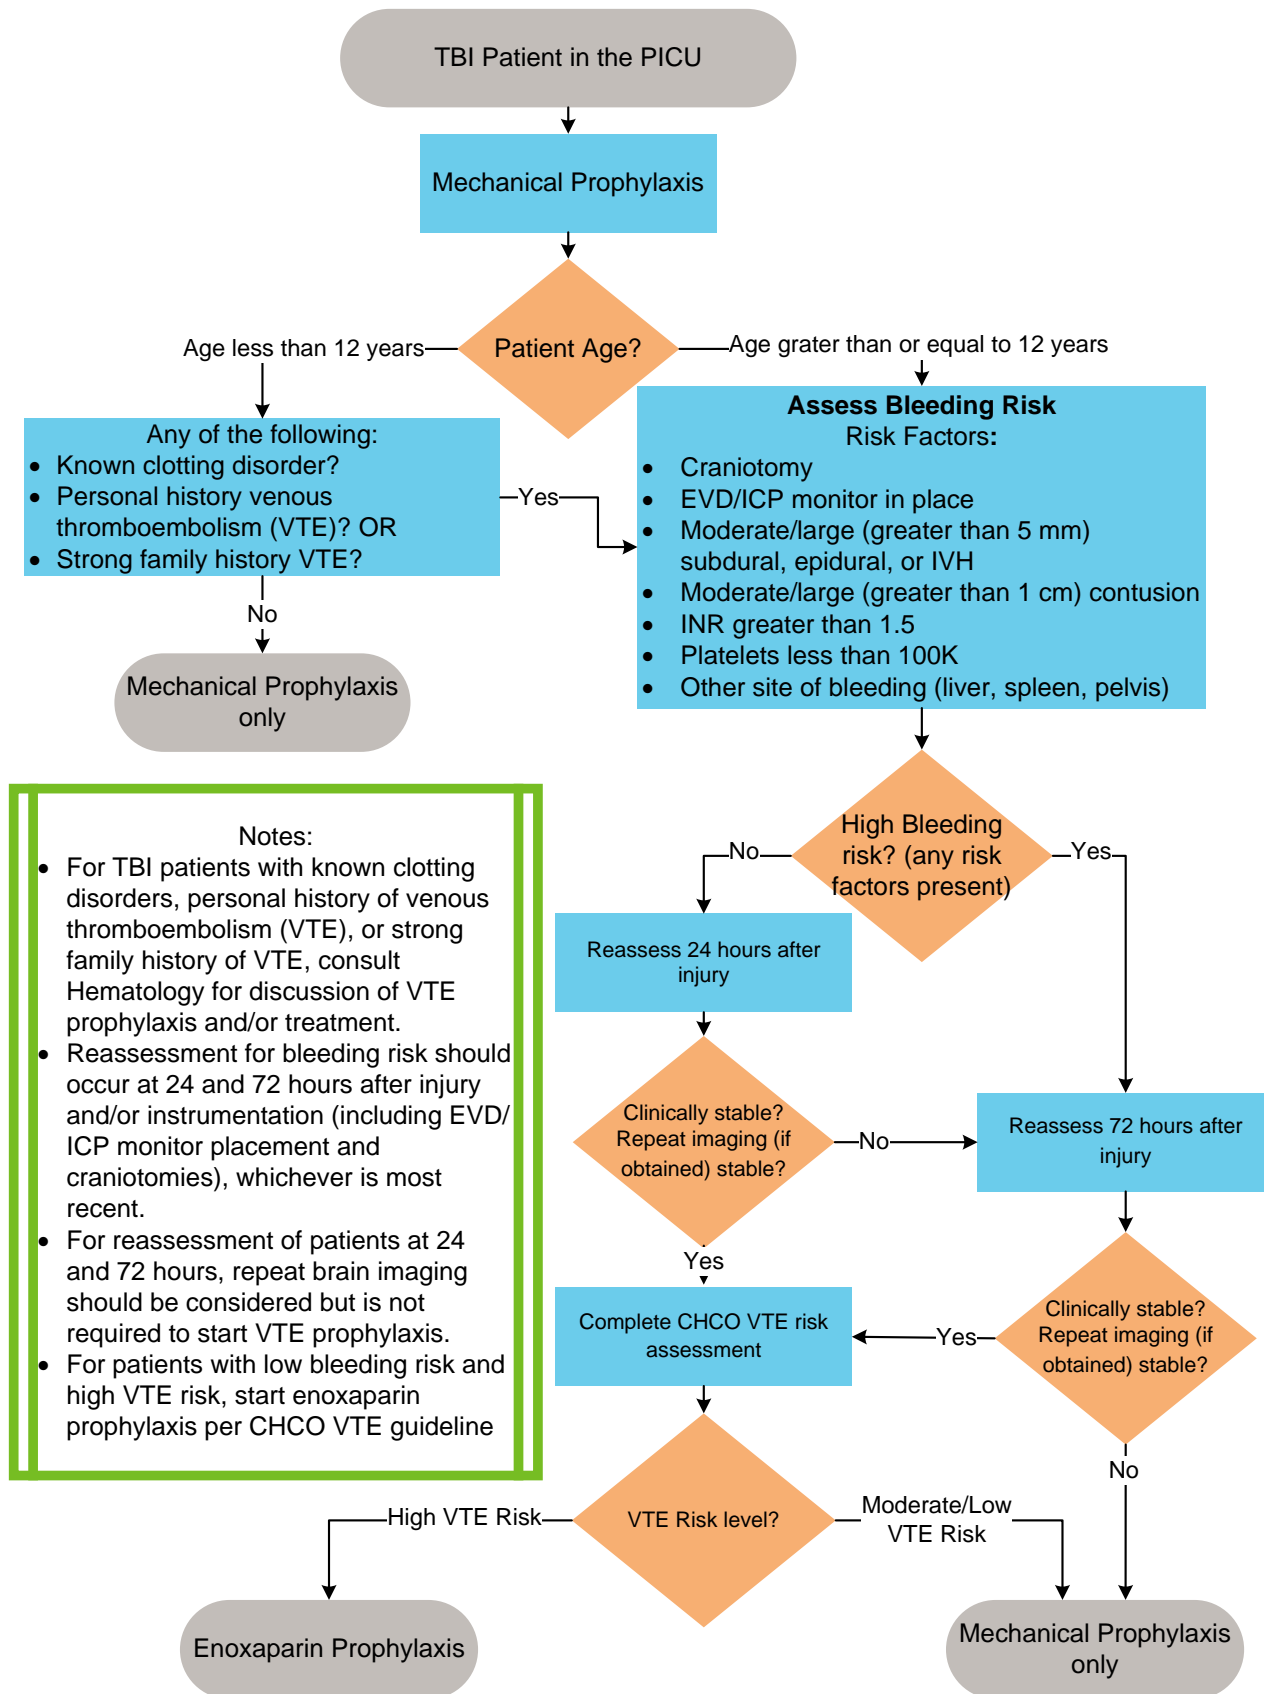 TBI Patient in the PICU
Mechanical Prophylaxis
Patient Age?
Age less than 12 years
Age grater than or equal to 12 years
Any of the following:
• Known clotting disorder?
• Personal history venous
thromboembolism (VTE)? OR
• Strong family history VTE?
Yes
No
Mechanical Prophylaxis
only
Assess Bleeding Risk
Risk Factors:
• Craniotomy
• EVD/ICP monitor in place
• Moderate/large (greater than 5 mm)
subdural, epidural, or IVH
• Moderate/large (greater than 1 cm) contusion
• INR greater than 1.5
• Platelets less than 100K
• Other site of bleeding (liver, spleen, pelvis)
High Bleeding
risk? (any risk
factors present)
No
Yes
Reassess 24 hours after
injury
Clinically stable?
Repeat imaging (if
obtained) stable?
No
Reassess 72 hours after
injury
Yes
Complete CHCO VTE risk
assessment
Yes
Clinically stable?
Repeat imaging (if
obtained) stable?
No
VTE Risk level?
High VTE Risk
Moderate/Low
VTE Risk
Enoxaparin Prophylaxis
Mechanical Prophylaxis
only
Notes:
• For TBI patients with known clotting
disorders, personal history of venous
thromboembolism (VTE), or strong
family history of VTE, consult
Hematology for discussion of VTE
prophylaxis and/or treatment.
• Reassessment for bleeding risk should
occur at 24 and 72 hours after injury
and/or instrumentation (including EVD/
ICP monitor placement and
craniotomies), whichever is most
recent.
• For reassessment of patients at 24
and 72 hours, repeat brain imaging
should be considered but is not
required to start VTE prophylaxis.
• For patients with low bleeding risk and
high VTE risk, start enoxaparin
prophylaxis per CHCO VTE guideline